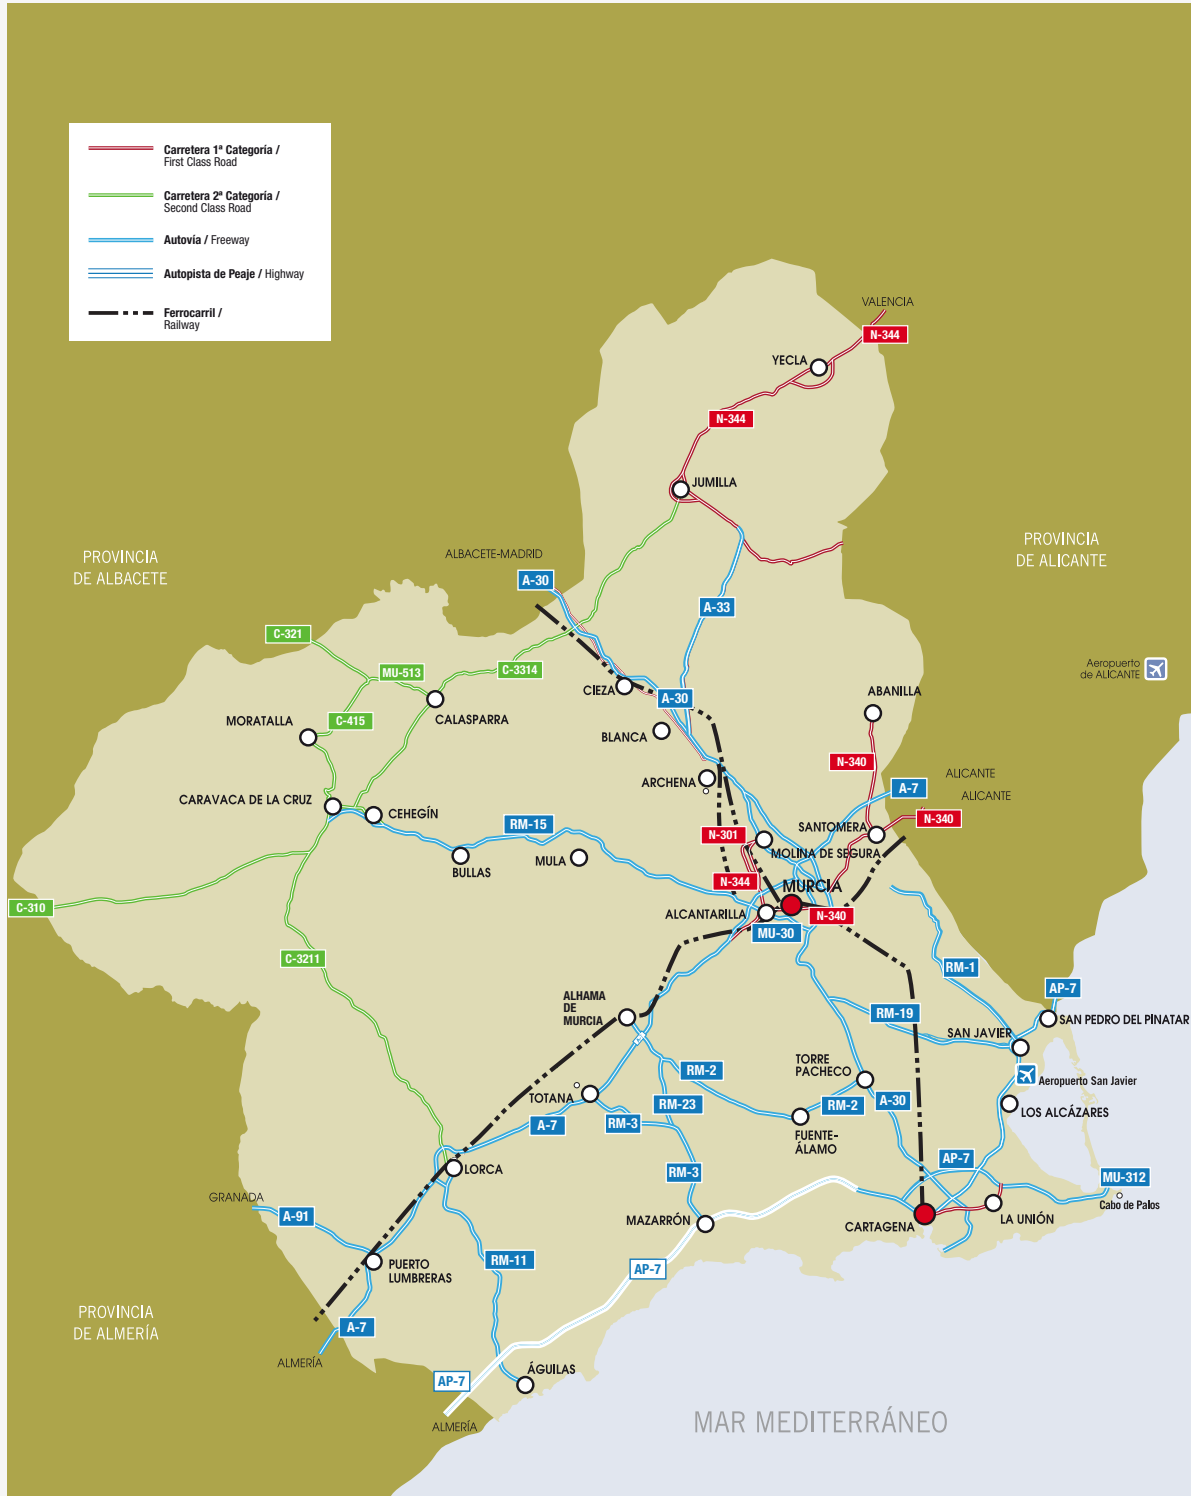 Carretera 1ª Categoría /
First Class Road
Carretera 2ª Categoría /
Second Class Road
Autovía / Freeway
Autopista de Peaje / Highway
Ferrocarril /
Railway
VALENCIA
N-344
YECLA
N-344
JUMILLA
PROVINCIA
DE ALBACETE
ALBACETE-MADRID
PROVINCIA
DE ALICANTE
A-30
A-33
C-321
MU-513
C-3314
CIEZA
A-30
ABANILLA
Aeropuerto
de ALICANTE
MORATALLA
C-415
CALASPARRA
BLANCA
N-340
ARCHENA
ALICANTE
A-7
ALICANTE
CARAVACA DE LA CRUZ
CEHEGÍN
RM-15
N-301
SANTOMERA
N-340
BULLAS
MULA
MOLINA DE SEGURA
N-344
MURCIA
C-310
ALCANTARILLA
N-340
MU-30
C-3211
RM-1
AP-7
ALHAMA
DE
MURCIA
RM-19
SAN JAVIER
SAN PEDRO DEL PINATAR
RM-2
TORRE
PACHECO
Aeropuerto San Javier
TOTANA
RM-23
RM-2
A-30
LOS ALCÁZARES
A-7
RM-3
FUENTE-
ÁLAMO
LORCA
RM-3
AP-7
MU-312
Cabo de Palos
GRANADA
A-91
MAZARRÓN
CARTAGENA
LA UNIÓN
PUERTO
LUMBRERAS
RM-11
AP-7
PROVINCIA
DE ALMERÍA
A-7
ALMERÍA
ÁGUILAS
AP-7
ALMERÍA
MAR MEDITERRÁNEO